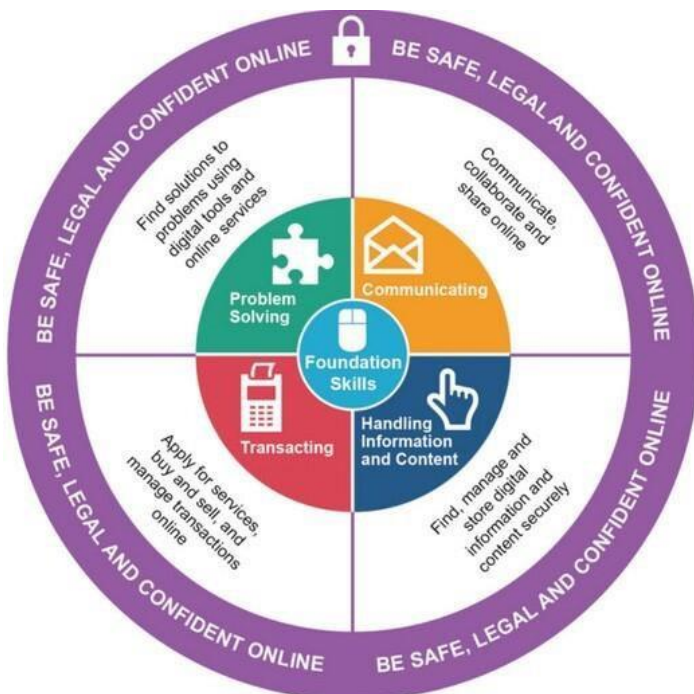 BE SAFE, LEGAL AND CONFIDENT ONLINE
BE SAFE, LEGAL AND CONFIDENT ONLINE
Find solutions to
problems using
digital tools and
online services
Communicate,
collaborate and
share online
Problem
Solving
Communicating
Foundation
Skills
Transacting
Handling
Information
and Content
Apply for services,
buy and sell, and
manage transactions
online
Find, manage and
store digital
information and
content securely
BE SAFE, LEGAL AND CONFIDENT ONLINE
BE SAFE, LEGAL AND CONFIDENT ONLINE